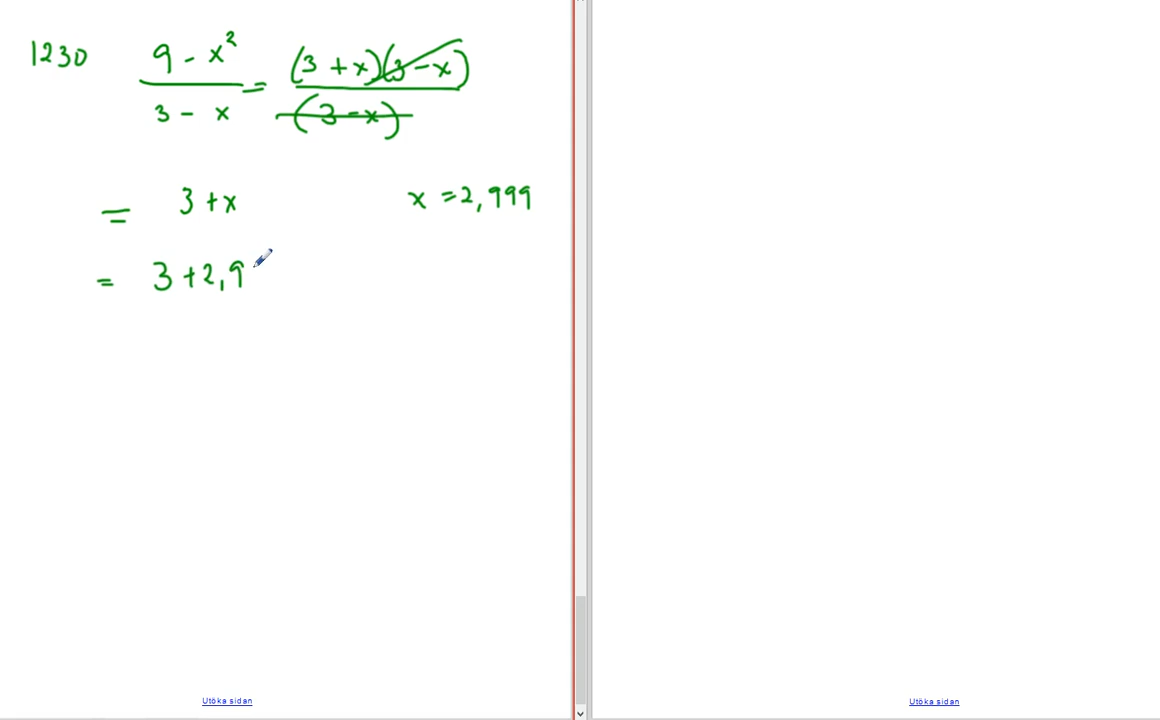 1230 9 - x² / 3 - x = (3 + x)(3 - x) / (3 - x)
= 3 + x x = 2,999
= 3 + 2,9
Utöka sidan Utöka sidan